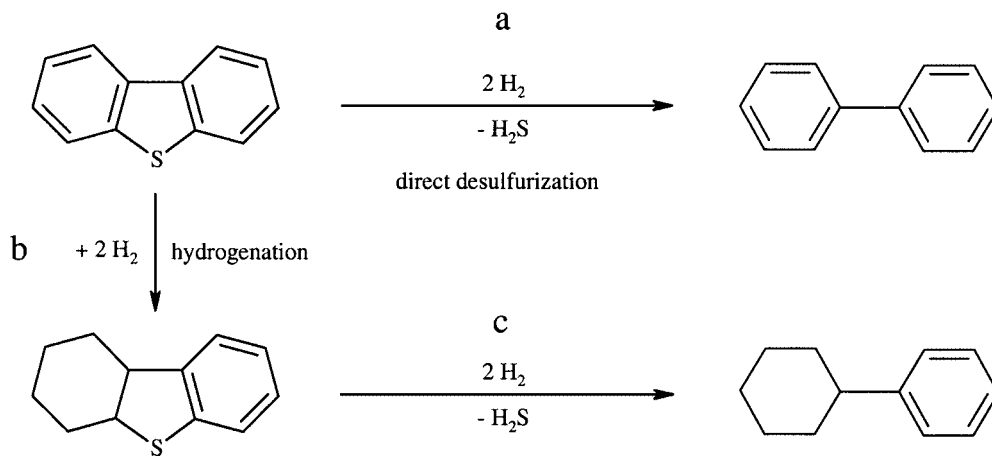 a
2 H2
- H2S
direct desulfurization
S
b
+ 2 H2
hydrogenation
c
2 H2
- H2S
S